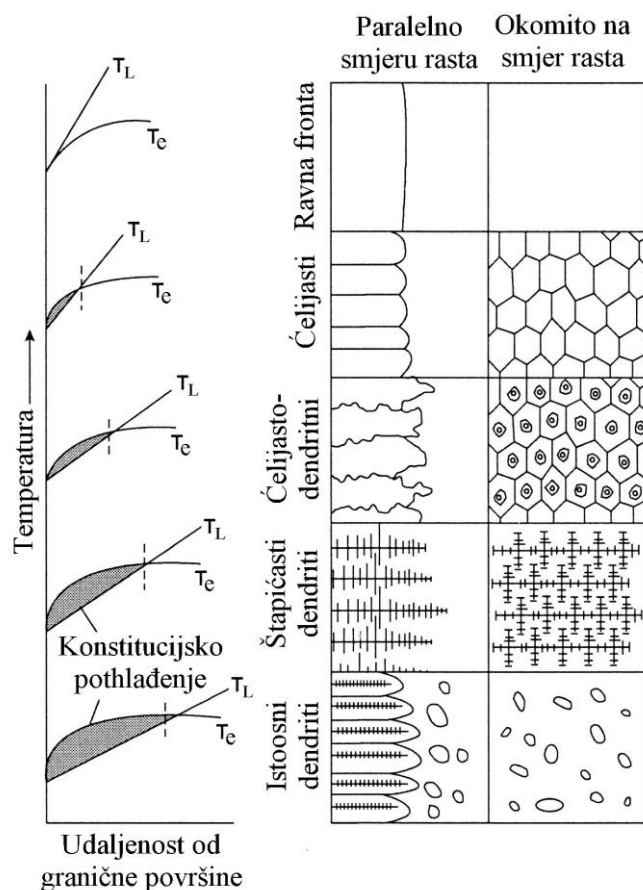 Paralelno
smjeru rasta
Okomito na
smjer rasta
Temperatura
T_L
T_e
T_L
T_e
T_L
T_e
T_L
T_e
Konstitucijsko
pothlađenje
T_L
T_e
Udaljenost od
granične površine
Ravna fronta
Ćelijasti
Ćelijasto-
dendritni
Štapićasti
dendriti
Istoosni
dendriti